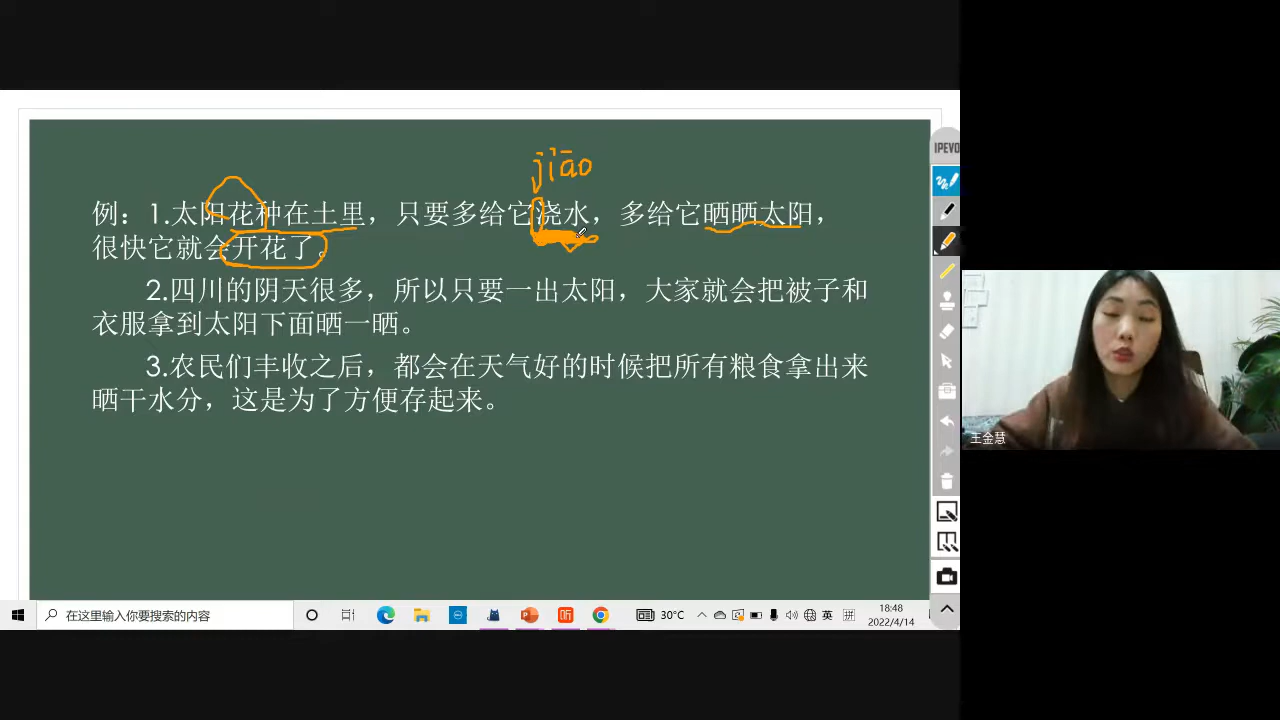 jiāo
例：1.太阳花种在土里，只要多给它浇水，多给它晒晒太阳，
很快它就会开花了。
2.四川的阴天很多，所以只要一出太阳，大家就会把被子和
衣服拿到太阳下面晒一晒。
3.农民们丰收之后，都会在天气好的时候把所有粮食拿出来
晒干水分，这是为了方便存起来。
IPEVO
王金慧
在这里输入你要搜索的内容
30°C
英
拼
18:48
2022/4/14